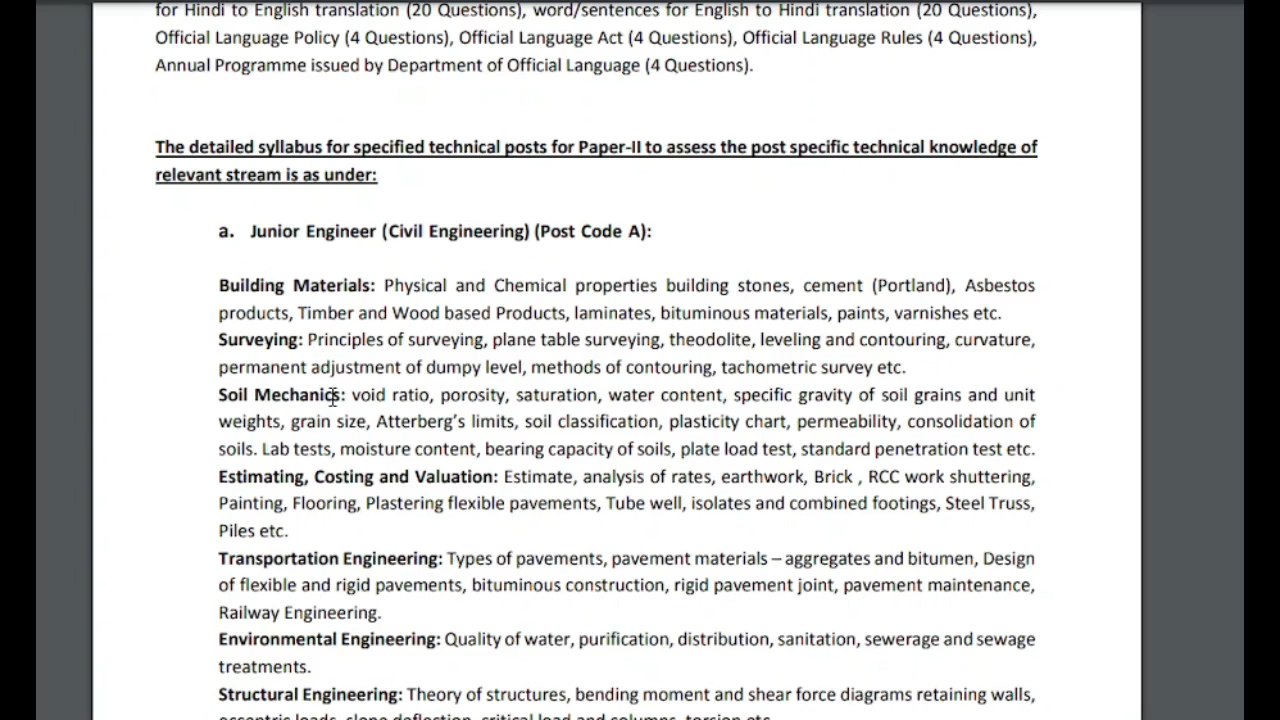 for Hindi to English translation (20 Questions), word/sentences for English to Hindi translation (20 Questions),
Official Language Policy (4 Questions), Official Language Act (4 Questions), Official Language Rules (4 Questions),
Annual Programme issued by Department of Official Language (4 Questions).
The detailed syllabus for specified technical posts for Paper-II to assess the post specific technical knowledge of
relevant stream is as under:
a. Junior Engineer (Civil Engineering) (Post Code A):
Building Materials: Physical and Chemical properties building stones, cement (Portland), Asbestos
products, Timber and Wood based Products, laminates, bituminous materials, paints, varnishes etc.
Surveying: Principles of surveying, plane table surveying, theodolite, leveling and contouring, curvature,
permanent adjustment of dumpy level, methods of contouring, tachometric survey etc.
Soil Mechanics: void ratio, porosity, saturation, water content, specific gravity of soil grains and unit
weights, grain size, Atterberg’s limits, soil classification, plasticity chart, permeability, consolidation of
soils. Lab tests, moisture content, bearing capacity of soils, plate load test, standard penetration test etc.
Estimating, Costing and Valuation: Estimate, analysis of rates, earthwork, Brick , RCC work shuttering,
Painting, Flooring, Plastering flexible pavements, Tube well, isolates and combined footings, Steel Truss,
Piles etc.
Transportation Engineering: Types of pavements, pavement materials – aggregates and bitumen, Design
of flexible and rigid pavements, bituminous construction, rigid pavement joint, pavement maintenance,
Railway Engineering.
Environmental Engineering: Quality of water, purification, distribution, sanitation, sewerage and sewage
treatments.
Structural Engineering: Theory of structures, bending moment and shear force diagrams retaining walls,
eccentric loads, slope deflection, critical load and columns, torsion etc.